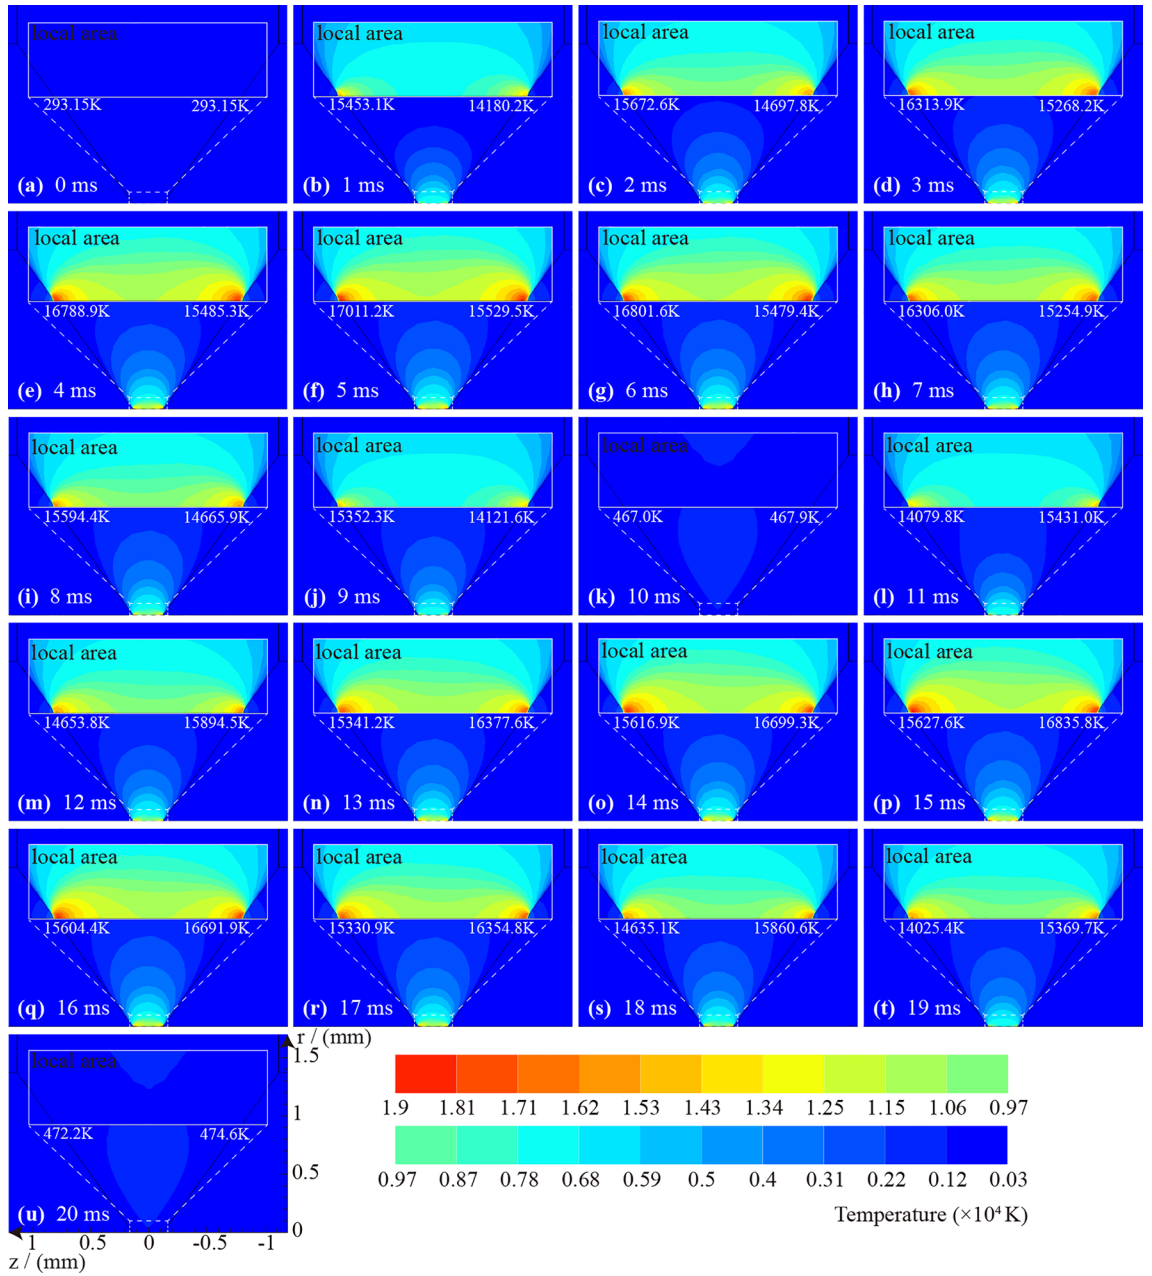 local area
293.15K 293.15K
(a) 0 ms
local area
15453.1K 14180.2K
(b) 1 ms
local area
15672.6K 14697.8K
(c) 2 ms
local area
16313.9K 15268.2K
(d) 3 ms
local area
16788.9K 15485.3K
(e) 4 ms
local area
17011.2K 15529.5K
(f) 5 ms
local area
16801.6K 15479.4K
(g) 6 ms
local area
16306.0K 15254.9K
(h) 7 ms
local area
15594.4K 14665.9K
(i) 8 ms
local area
15352.3K 14121.6K
(j) 9 ms
local area
467.0K 467.9K
(k) 10 ms
local area
14079.8K 15431.0K
(l) 11 ms
local area
14653.8K 15894.5K
(m) 12 ms
local area
15341.2K 16377.6K
(n) 13 ms
local area
15616.9K 16699.3K
(o) 14 ms
local area
15627.6K 16835.8K
(p) 15 ms
local area
15604.4K 16691.9K
(q) 16 ms
local area
15330.9K 16354.8K
(r) 17 ms
local area
14635.1K 15860.6K
(s) 18 ms
local area
14025.4K 15369.7K
(t) 19 ms
local area
472.2K 474.6K
(u) 20 ms
r / (mm)
1.5
1
0.5
0
1 0.5 0 -0.5 -1
z / (mm)
1.9 1.81 1.71 1.62 1.53 1.43 1.34 1.25 1.15 1.06 0.97
0.97 0.87 0.78 0.68 0.59 0.5 0.4 0.31 0.22 0.12 0.03
Temperature (×10⁴ K)